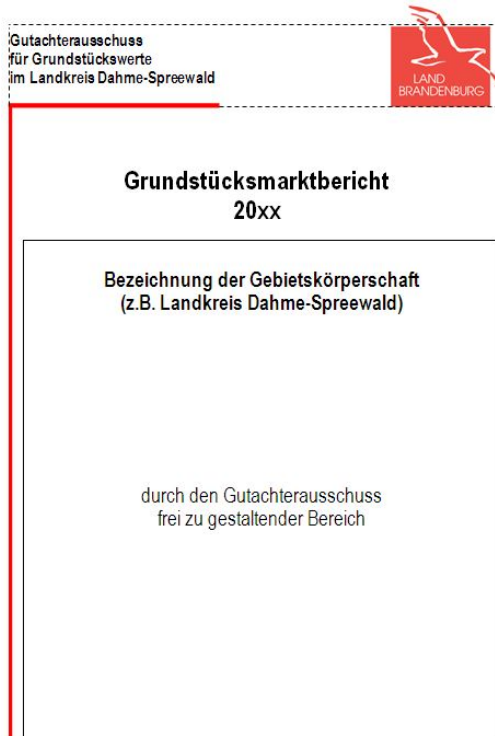 Gutachterausschuss
für Grundstückswerte
im Landkreis Dahme-Spreewald
LAND
BRANDENBURG
Grundstücksmarktbericht
20xx
Bezeichnung der Gebietskörperschaft
(z.B. Landkreis Dahme-Spreewald)
durch den Gutachterausschuss
frei zu gestaltender Bereich